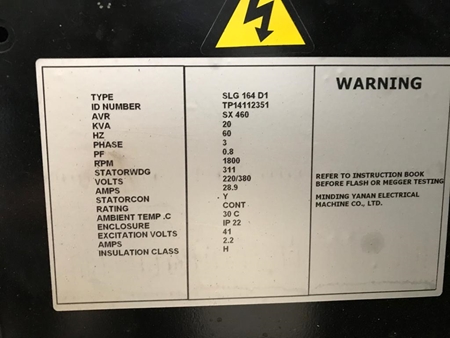 TYPE SLG 164 D1
ID NUMBER TP14112351
AVR SX 460
KVA 20
HZ 60
PHASE 3
PF 0.8
RPM 1800
STATORWDG 311
VOLTS 220/380
AMPS 28.9
STATORCON Y
RATING CONT
AMBIENT TEMP .C 30 C
ENCLOSURE IP 22
EXCITATION VOLTS 41
AMPS 2.2
INSULATION CLASS H
WARNING
REFER TO INSTRUCTION BOOK
BEFORE FLASH OR MEGGER TESTING
MINDING YANAN ELECTRICAL
MACHINE CO., LTD.